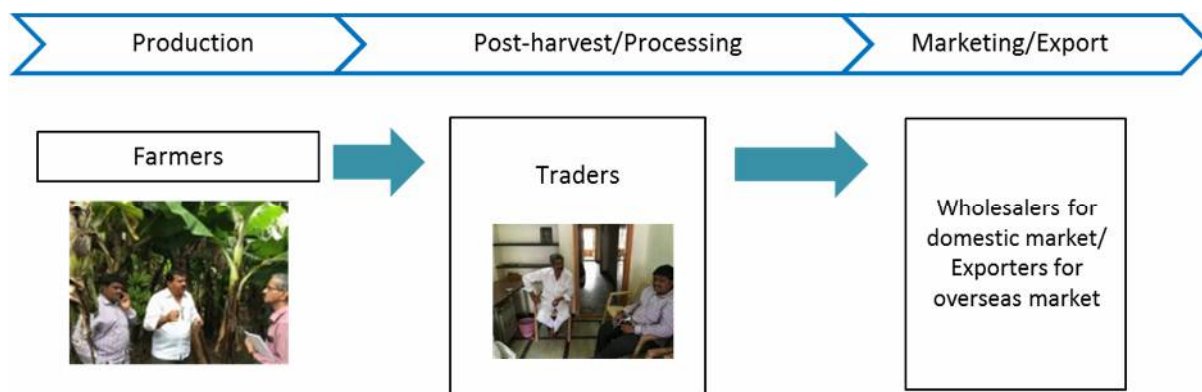 Production
Post-harvest/Processing
Marketing/Export
Farmers
Traders
Wholesalers for
domestic market/
Exporters for
overseas market